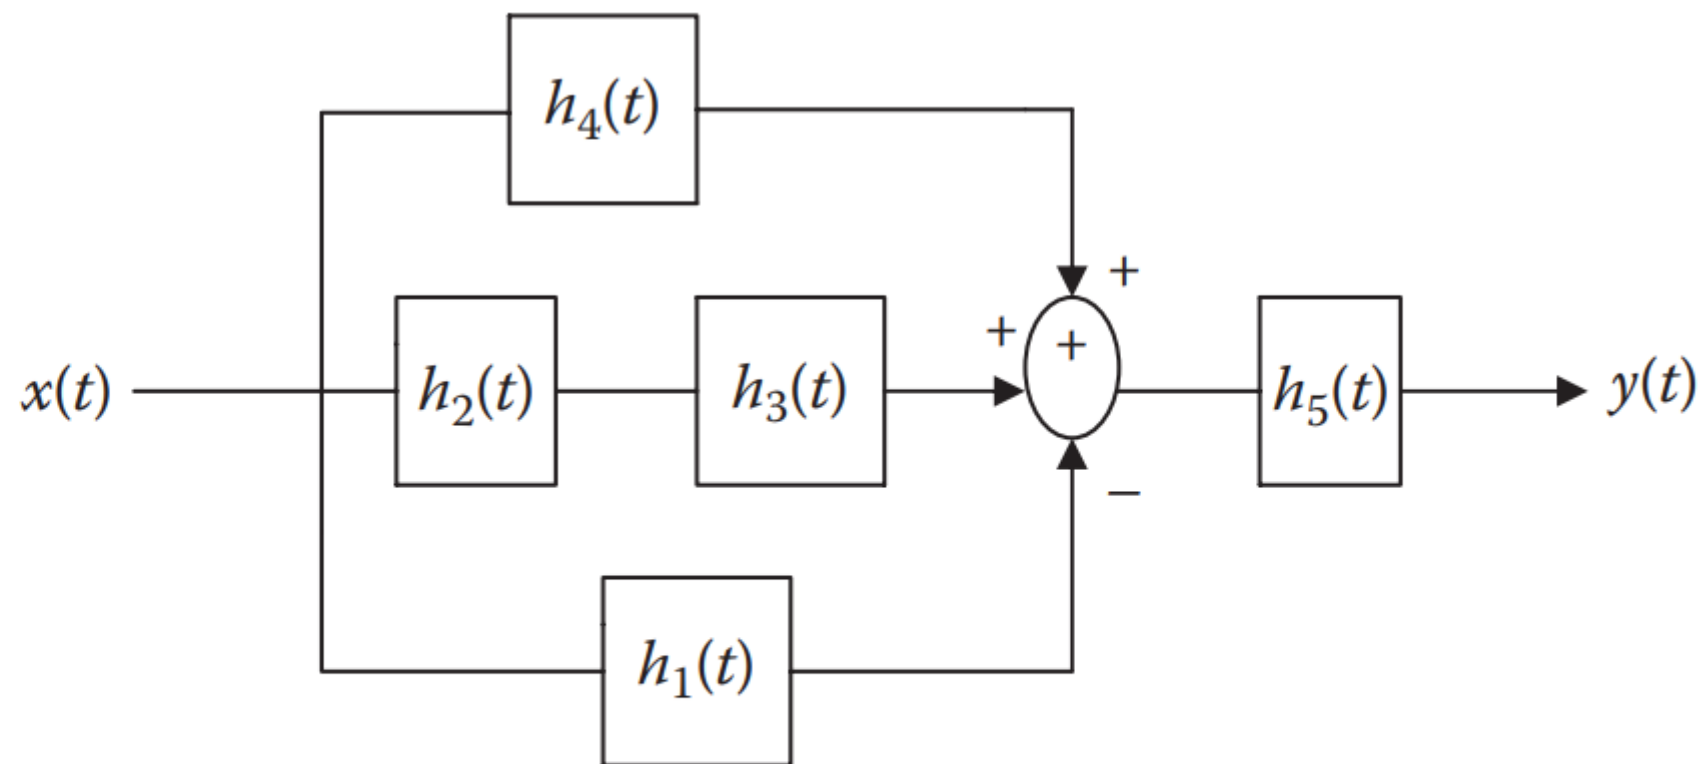 h₄(t)
+
+
+
x(t)
h₂(t)
h₃(t)
h₅(t)
y(t)
−
h₁(t)